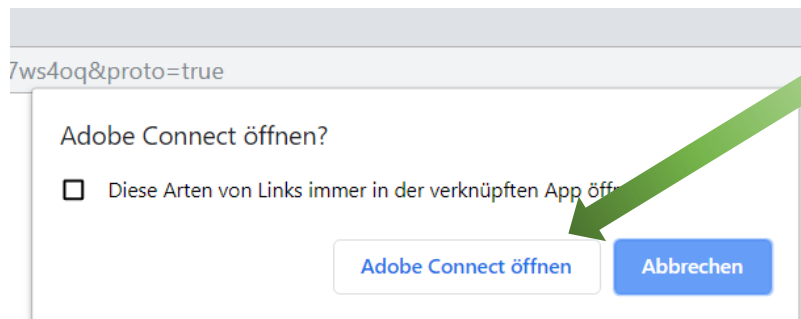 7ws4oq&proto=true
Adobe Connect öffnen?
Diese Arten von Links immer in der verknüpften App
Adobe Connect öffnen
Abbrechen